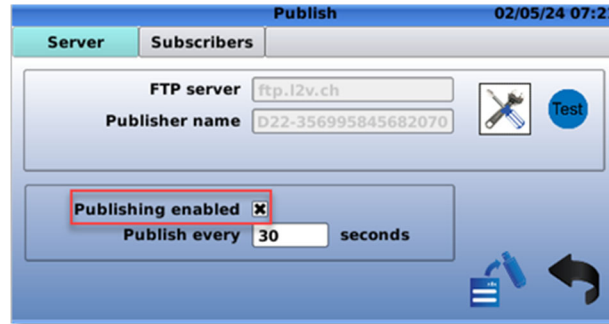 Publish 02/05/24 07:2
Server Subscribers
FTP server ftp.l2v.ch
Publisher name D22-356995845682070
Test
Publishing enabled
Publish every 30 seconds